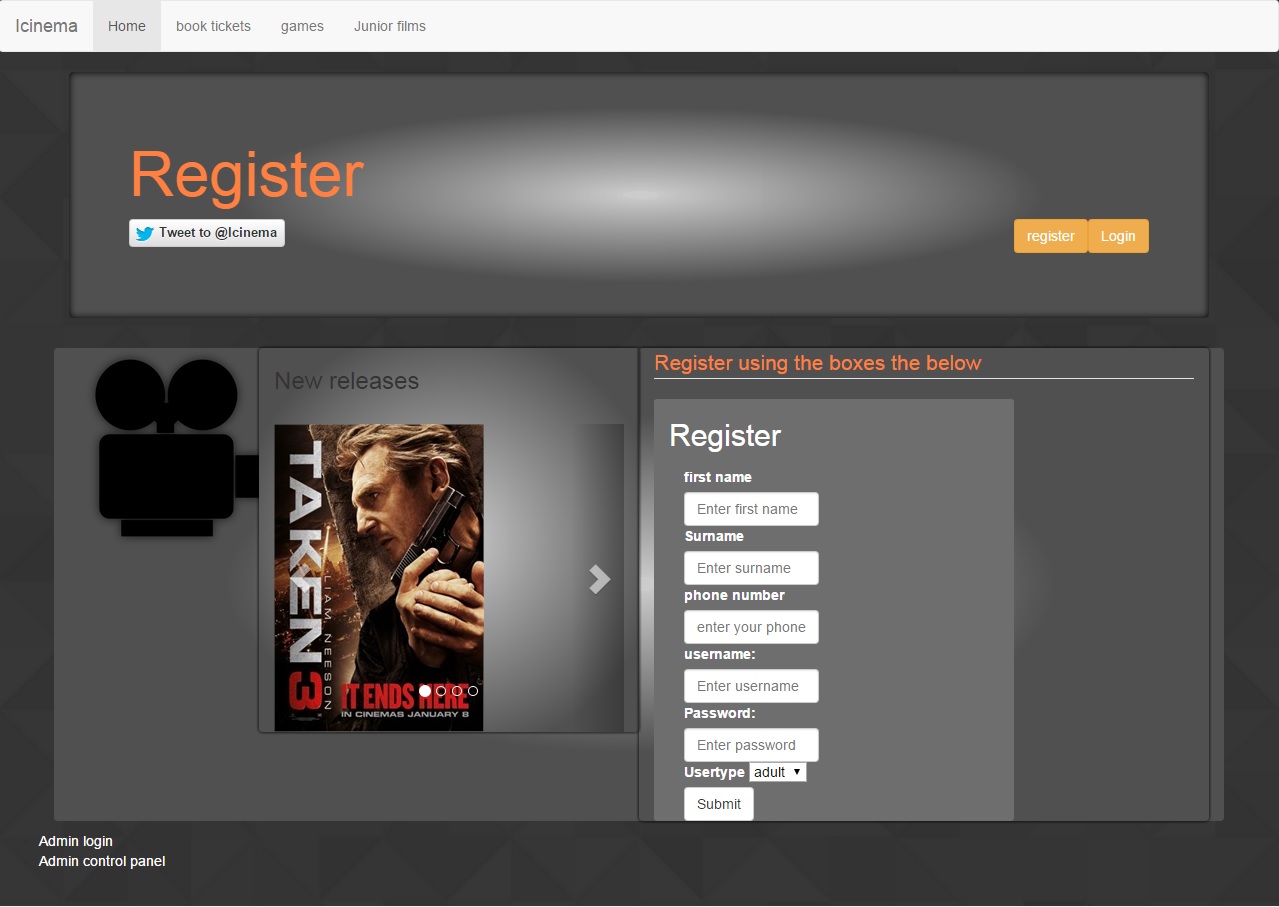 Icinema Home book tickets games Junior films
Register
Tweet to @Icinema
register Login
New releases
TAKEN 3
LIAM NEESON
IT ENDS HERE
IN CINEMAS JANUARY 8
Register using the boxes the below
Register
first name
Enter first name
Surname
Enter surname
phone number
enter your phone
username:
Enter username
Password:
Enter password
Usertype adult
Submit
Admin login
Admin control panel